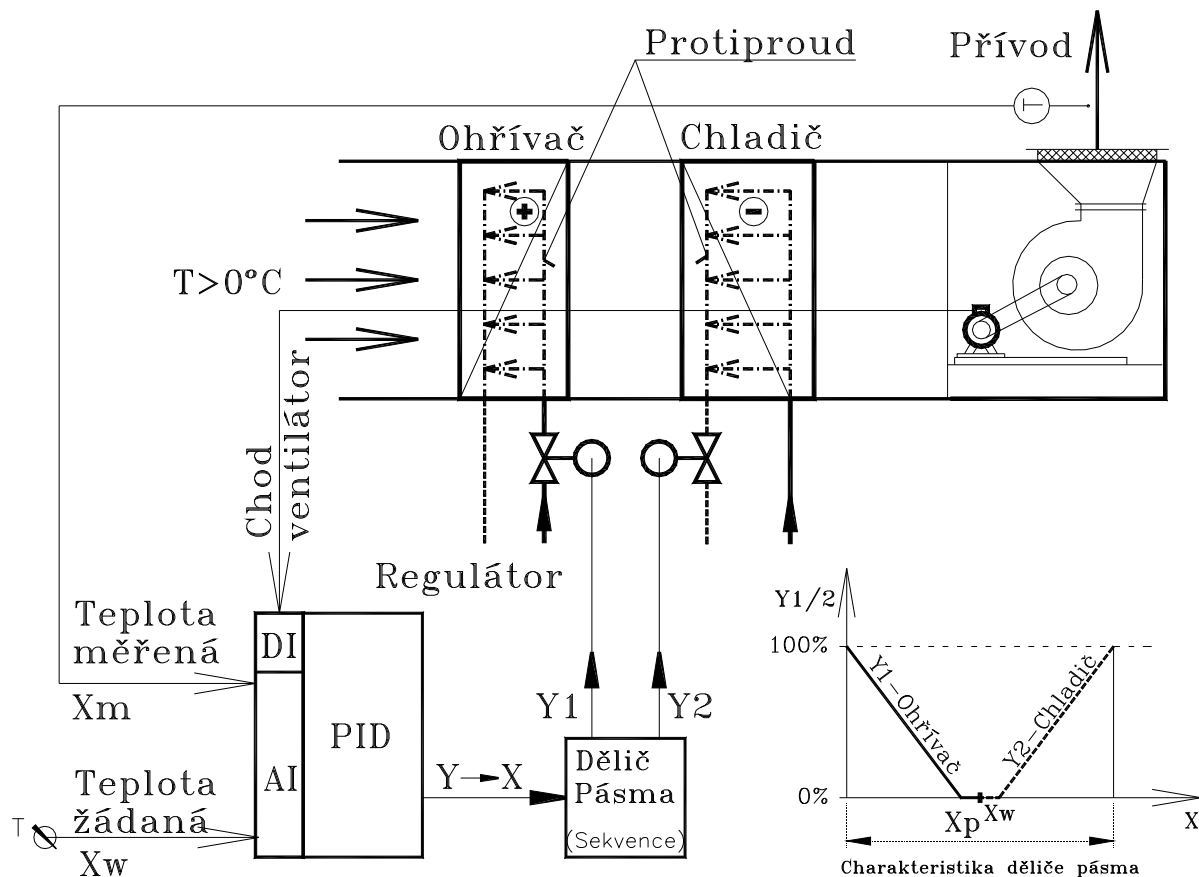 Protiproud
Přívod
T
Ohřívač
Chladič
+
-
T>0°C
Chod
ventilátor
Regulátor
Teplota
měřená
Xm
DI
AI
PID
Teplota
žádaná
T
Xw
Y→X
Y1
Y2
Dělič
Pásma
(Sekvence)
Y1/2
100%
0%
Y1-Ohřívač
Y2-Chladič
Xp
Xw
X
Charakteristika děliče pásma